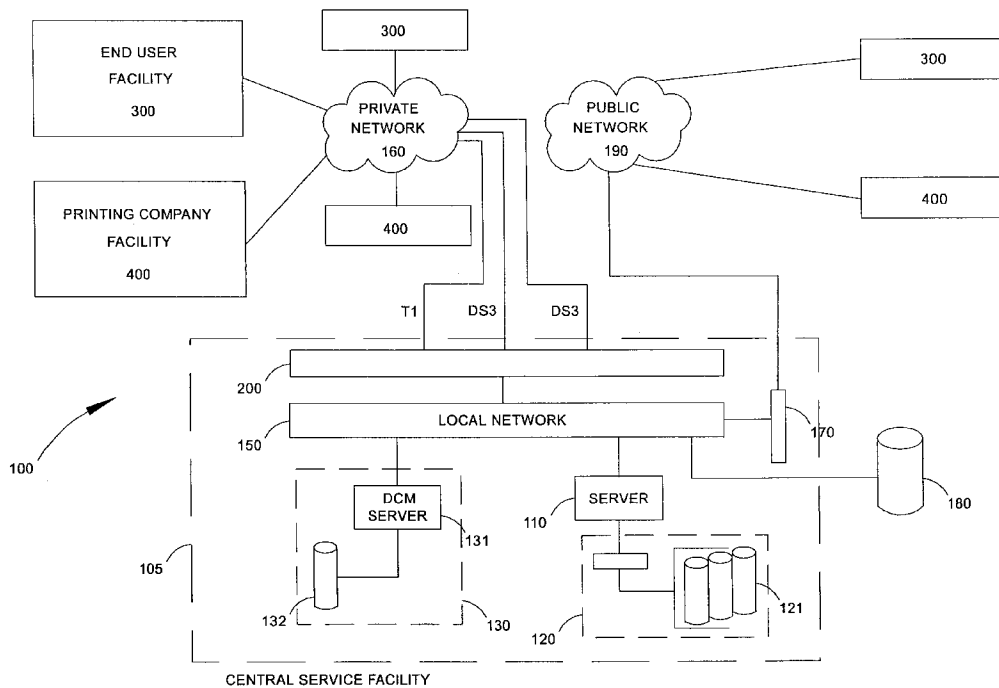 END USER
FACILITY
300
300
PRIVATE
NETWORK
160
PUBLIC
NETWORK
190
300
PRINTING COMPANY
FACILITY
400
400
400
T1
DS3
DS3
200
LOCAL NETWORK
150
170
100
DCM
SERVER
131
110
SERVER
180
105
132
130
120
121
CENTRAL SERVICE FACILITY